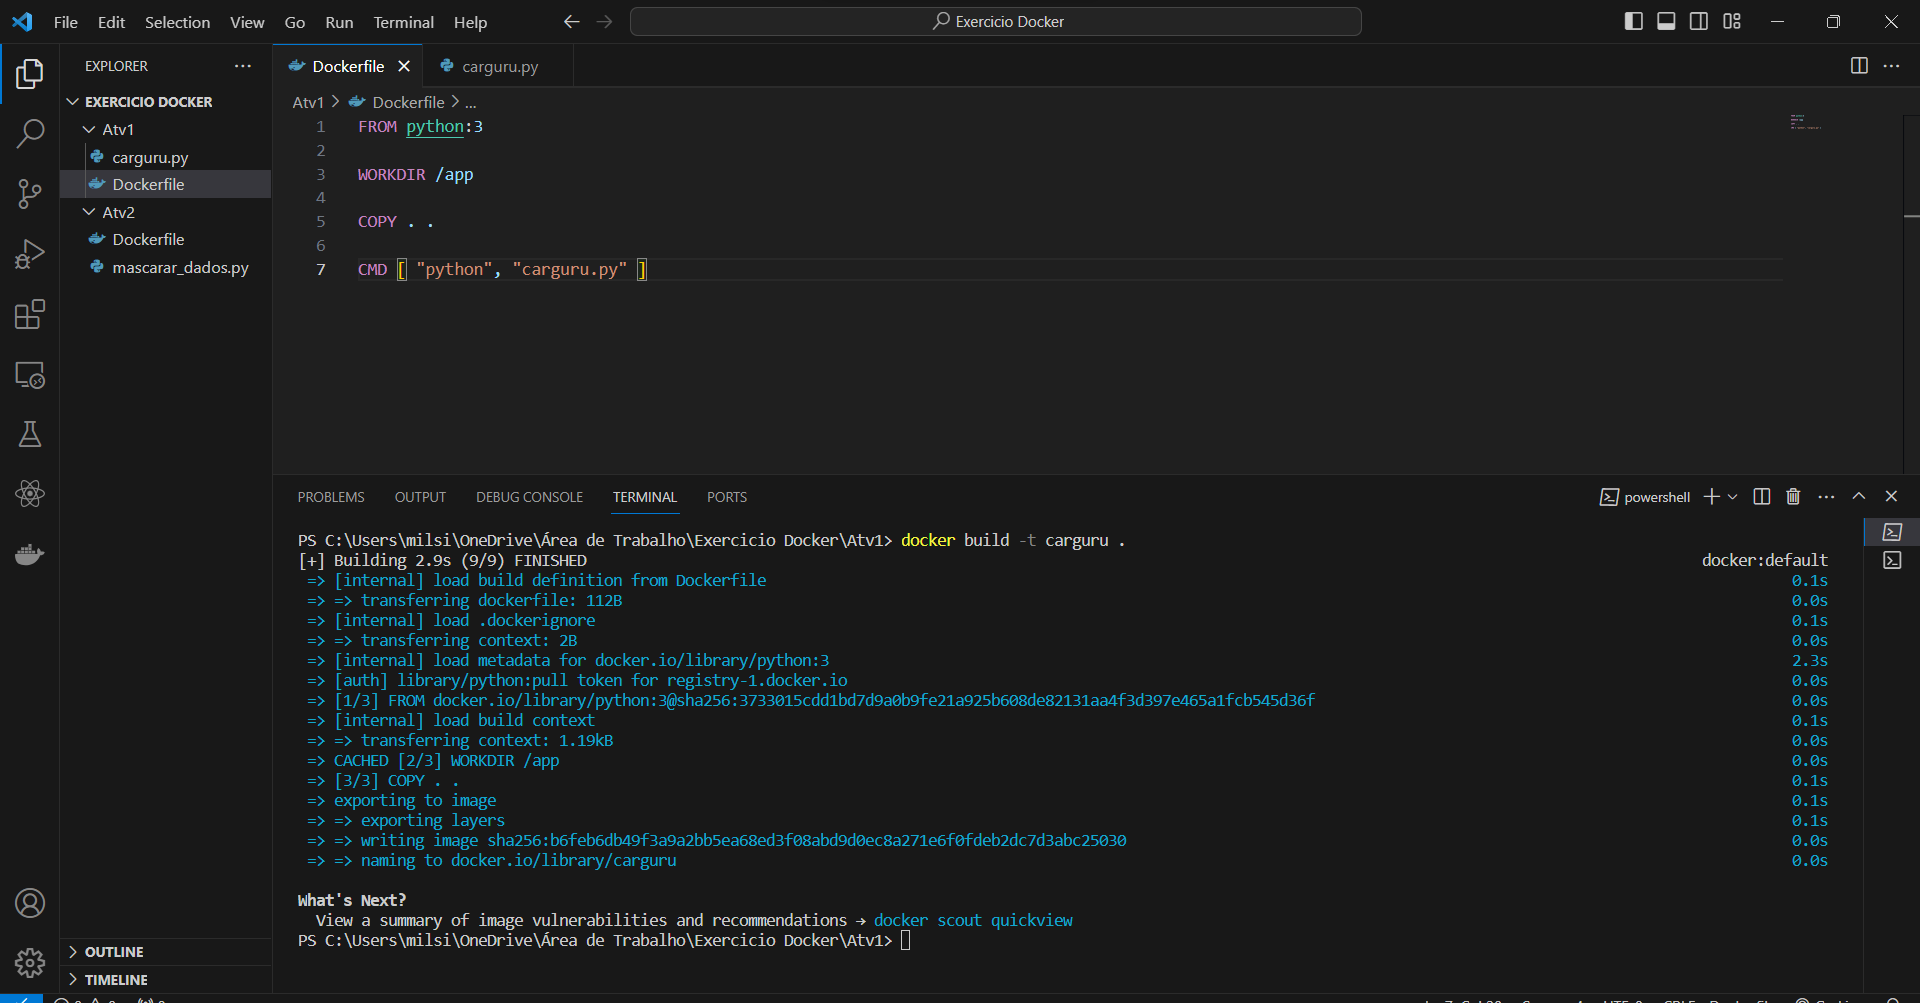 File Edit Selection View Go Run Terminal Help
Exercicio Docker
EXPLORER
EXERCICIO DOCKER
Atv1
carguru.py
Dockerfile
Atv2
Dockerfile
mascarar_dados.py
OUTLINE
TIMELINE
Dockerfile carguru.py
Atv1 > Dockerfile > ...
1 FROM python:3
2
3 WORKDIR /app
4
5 COPY . .
6
7 CMD [ "python", "carguru.py" ]
PROBLEMS OUTPUT DEBUG CONSOLE TERMINAL PORTS
powershell
PS C:\Users\milsi\OneDrive\Área de Trabalho\Exercicio Docker\Atv1> docker build -t carguru .
[+] Building 2.9s (9/9) FINISHED docker:default
=> [internal] load build definition from Dockerfile 0.1s
=> => transferring dockerfile: 112B 0.0s
=> [internal] load .dockerignore 0.1s
=> => transferring context: 2B 0.0s
=> [internal] load metadata for docker.io/library/python:3 2.3s
=> [auth] library/python:pull token for registry-1.docker.io 0.0s
=> [1/3] FROM docker.io/library/python:3@sha256:3733015cdd1bd7d9a0b9fe21a925b608de82131aa4f3d397e465a1fcb545d36f 0.0s
=> [internal] load build context 0.1s
=> => transferring context: 1.19kB 0.0s
=> CACHED [2/3] WORKDIR /app 0.0s
=> [3/3] COPY . . 0.1s
=> exporting to image 0.1s
=> => exporting layers 0.1s
=> => writing image sha256:b6feb6db49f3a9a2bb5ea68ed3f08abd9d0ec8a271e6f0fdeb2dc7d3abc25030 0.0s
=> => naming to docker.io/library/carguru 0.0s
What's Next?
View a summary of image vulnerabilities and recommendations → docker scout quickview
PS C:\Users\milsi\OneDrive\Área de Trabalho\Exercicio Docker\Atv1>